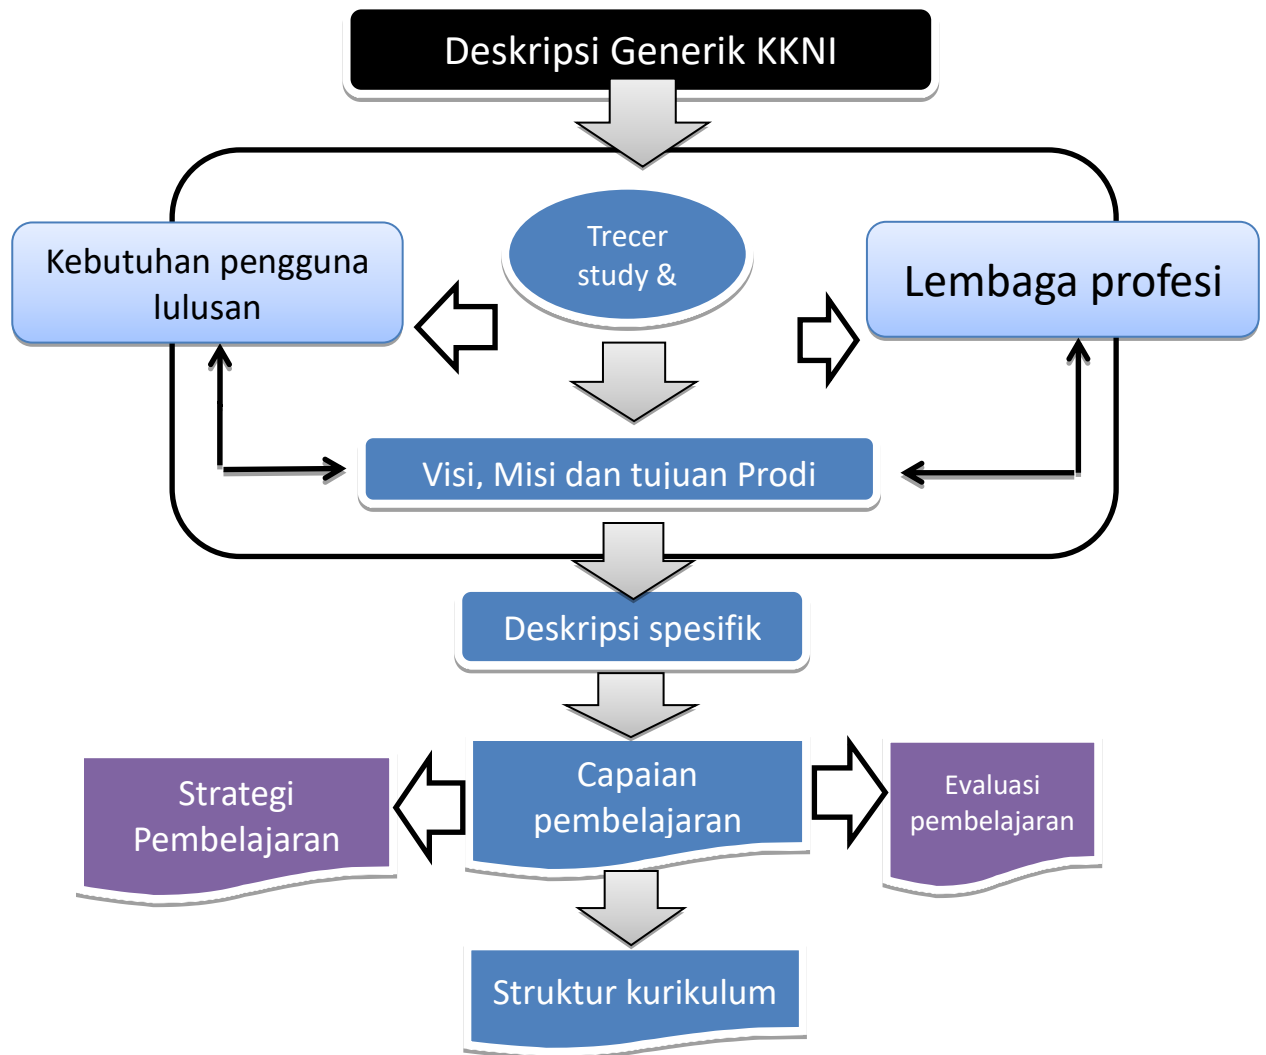 Deskripsi Generik KKNI
Trecer
study &
Kebutuhan pengguna
lulusan
Lembaga profesi
Visi, Misi dan tujuan Prodi
Deskripsi spesifik
Capaian
pembelajaran
Strategi
Pembelajaran
Evaluasi
pembelajaran
Struktur kurikulum